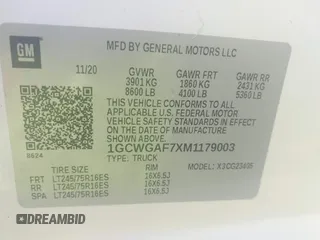 GM
MFD BY GENERAL MOTORS LLC
11/20 GVWR GAWR FRT GAWR RR
3901 KG 1860 KG 2431 KG
8600 LB 4100 LB 5360 LB
THIS VEHICLE CONFORMS TO ALL
APPLICABLE U.S. FEDERAL MOTOR
VEHICLE SAFETY STANDARDS IN
EFFECT ON THE DATE OF
MANUFACTURE SHOWN ABOVE.
1GCWGAF7XM1179003
TYPE: TRUCK
MODEL:
TIRE SIZE RIM
FRT LT245/75R16ES 16X6.5J
RR LT245/75R16ES 16X6.5J
SPA LT245/75R16ES 16X6.5J
© EXCARBID.COM